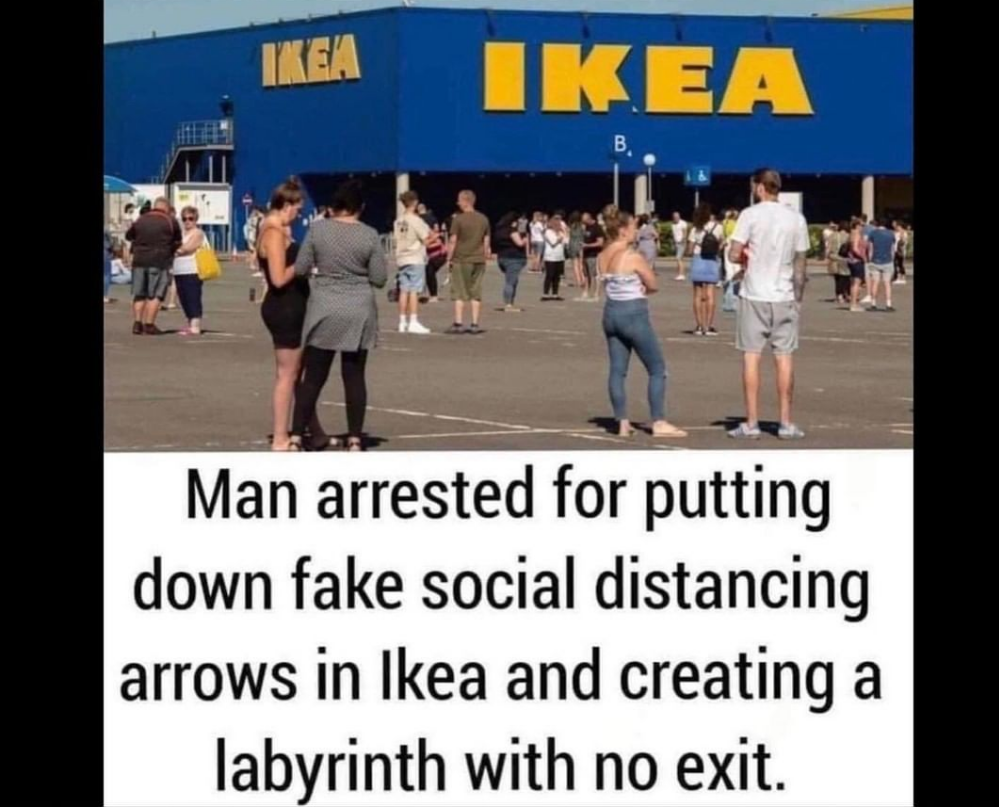 IKEA
IKEA
B
Man arrested for putting
down fake social distancing
arrows in Ikea and creating a
labyrinth with no exit.